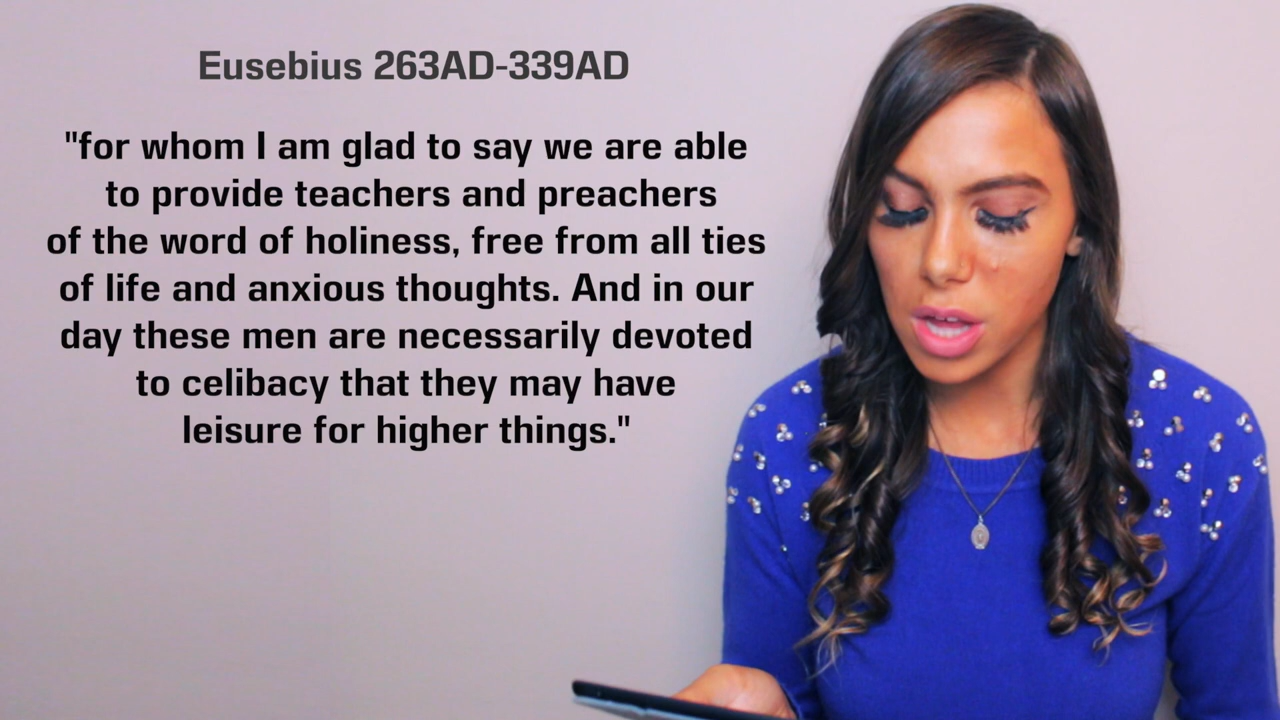 Eusebius 263AD-339AD
"for whom I am glad to say we are able
to provide teachers and preachers
of the word of holiness, free from all ties
of life and anxious thoughts. And in our
day these men are necessarily devoted
to celibacy that they may have
leisure for higher things."